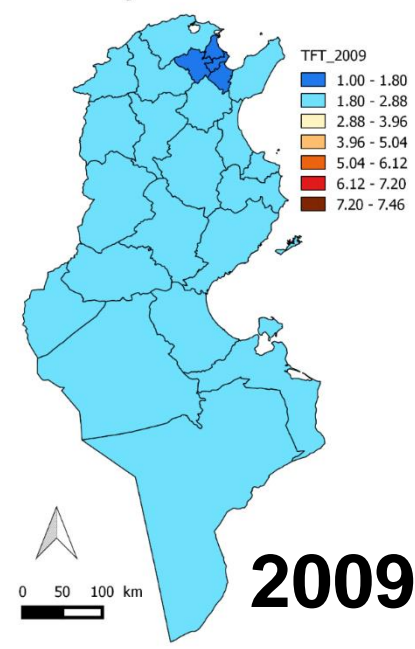 TFT_2009
1.00 - 1.80
1.80 - 2.88
2.88 - 3.96
3.96 - 5.04
5.04 - 6.12
6.12 - 7.20
7.20 - 7.46
2009
0 50 100 km